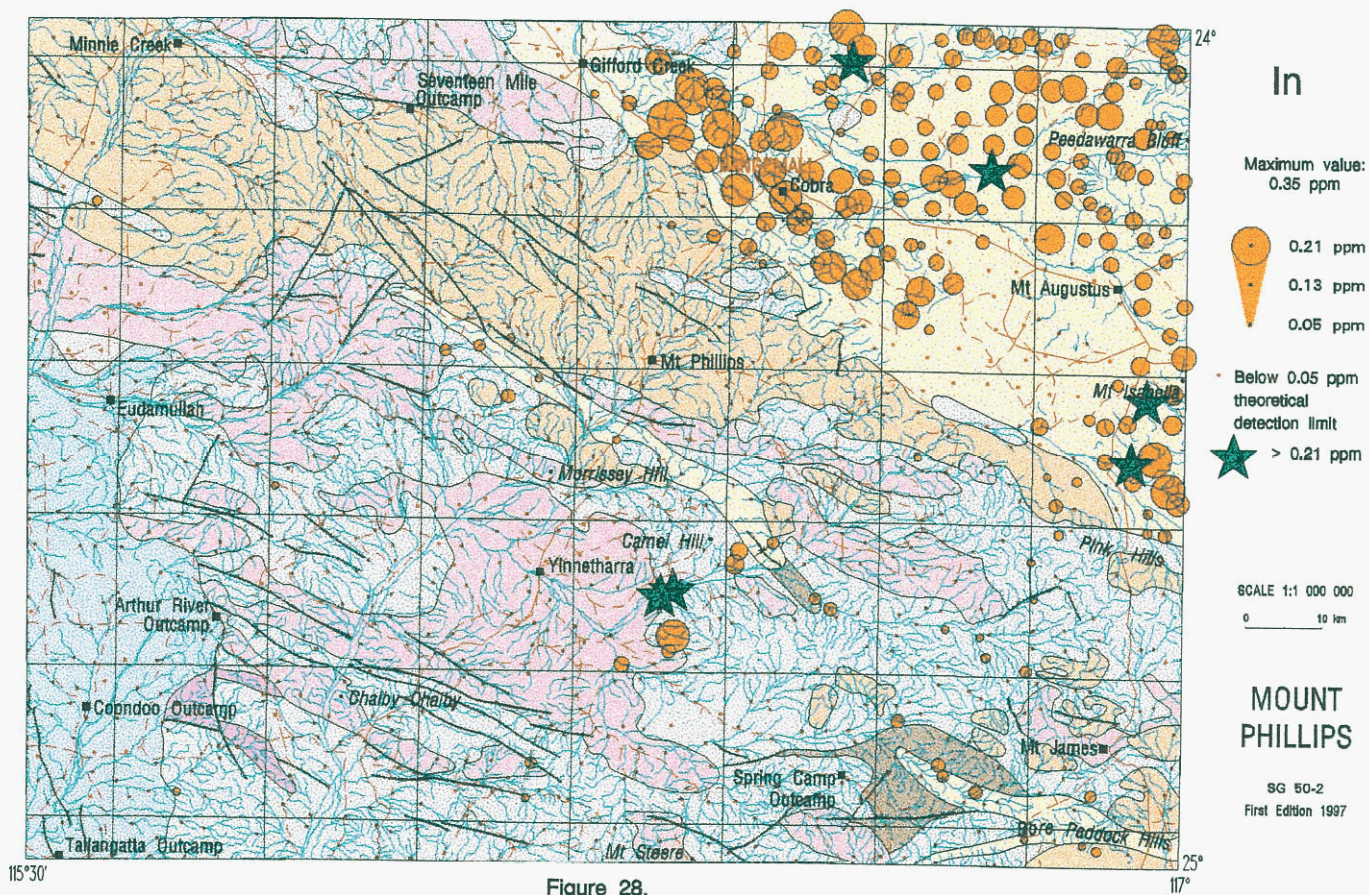 24°
In
Minnie Creek
Gifford Creek
Seventeen Mile
Outcamp
Peedawarra Bluff
Maximum value:
0.35 ppm
Cobra
0.21 ppm
0.13 ppm
0.05 ppm
Mt Augustus
Mt Phillips
Mt Isabella
Below 0.05 ppm
theoretical
detection limit
> 0.21 ppm
Eudamullah
Morrissey Hill
Camel Hill
Pink Hills
Yinnetharra
Arthur River
Outcamp
SCALE 1:1 000 000
0 10 km
Chalby Chalby
Coondoo Outcamp
MOUNT
PHILLIPS
Mt James
Spring Camp
Outcamp
SG 50-2
First Edition 1997
Bore Paddock Hills
Mt Steere
Tallangatta Outcamp
115°30'
25°
117°
Figure 28.